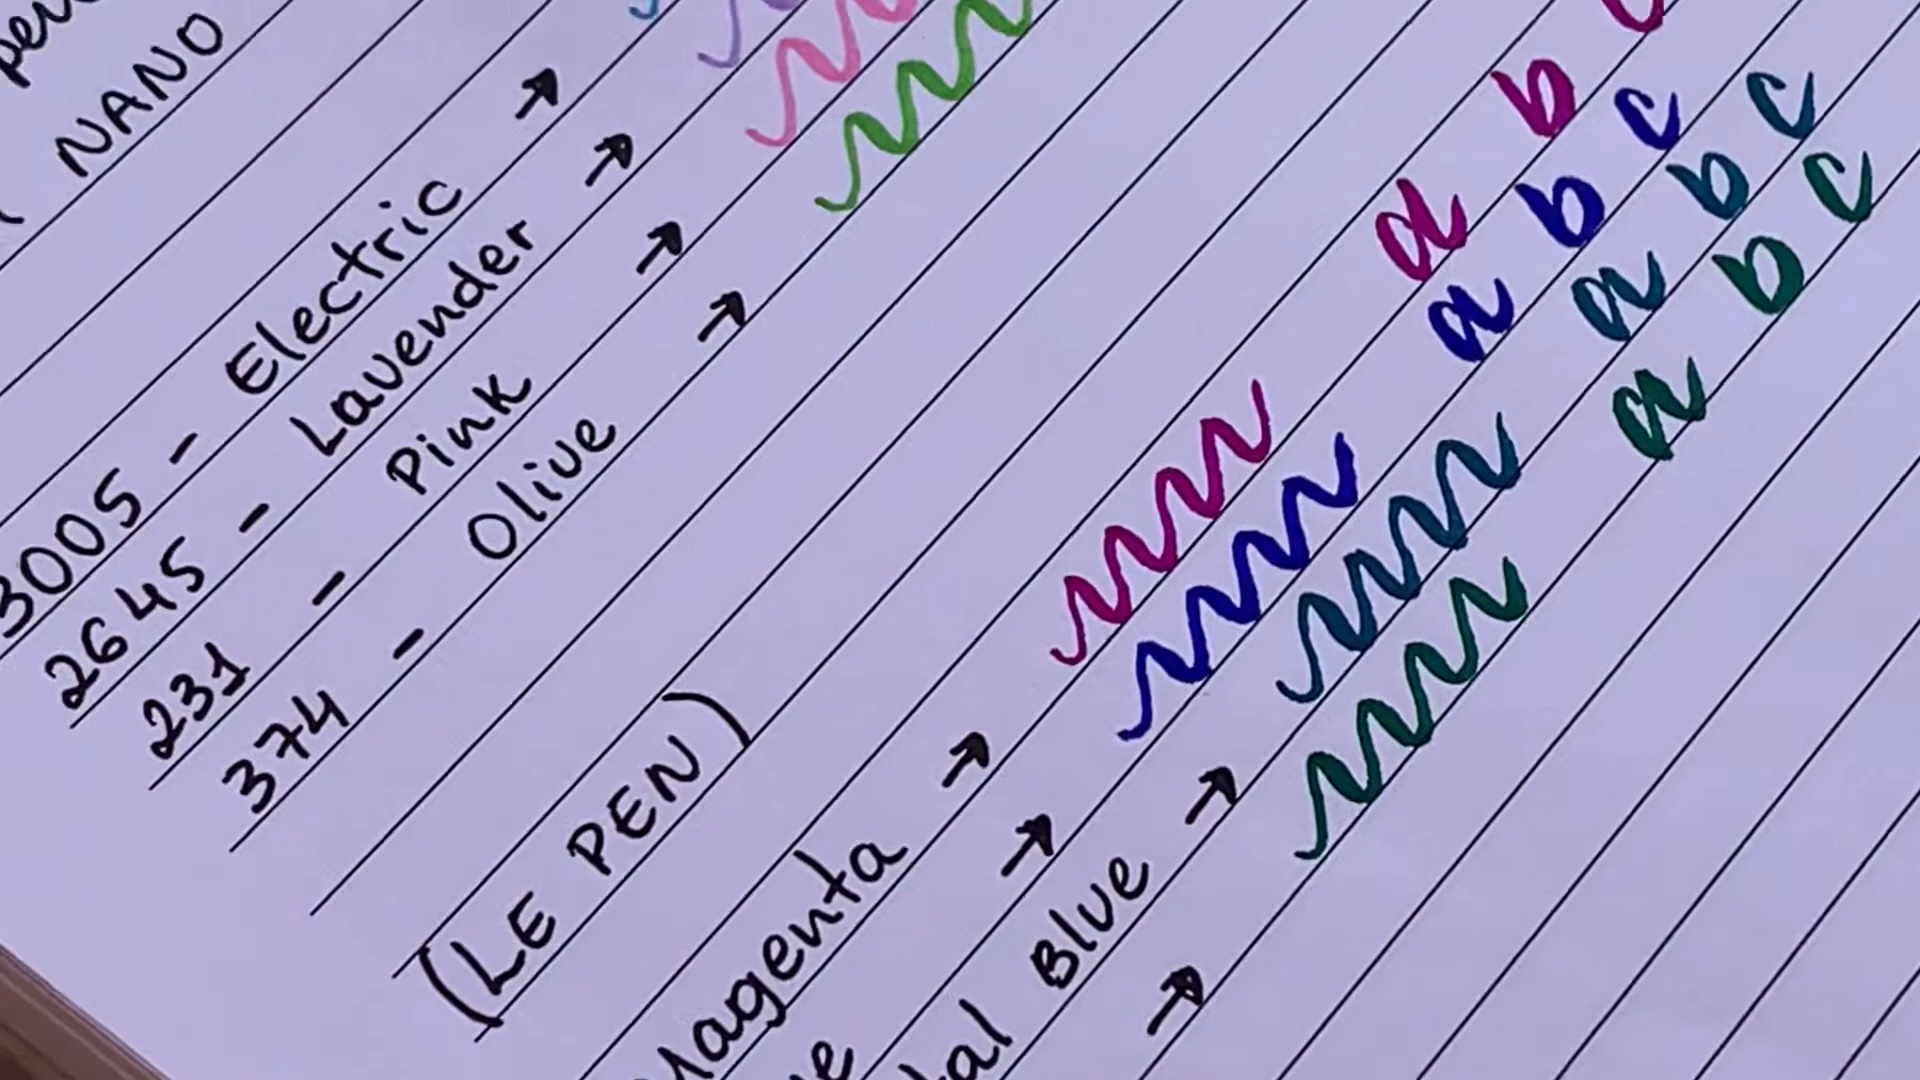 NANO
3005 - Electric →
2645 - Lavender →
231 - Pink →
374 - Olive →
(LE PEN)
Magenta → a b
→ a b c
Blue → a b c
→ a b c